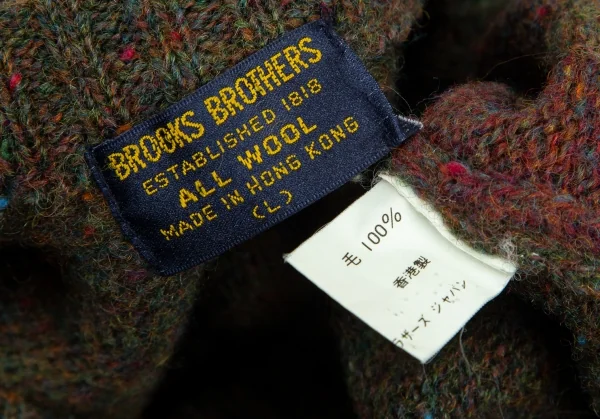 BROOKS BROTHERS
ESTABLISHED 1818
ALL WOOL
MADE IN HONG KONG
(L)
毛 100%
香港製
ラザーズ ジャパン